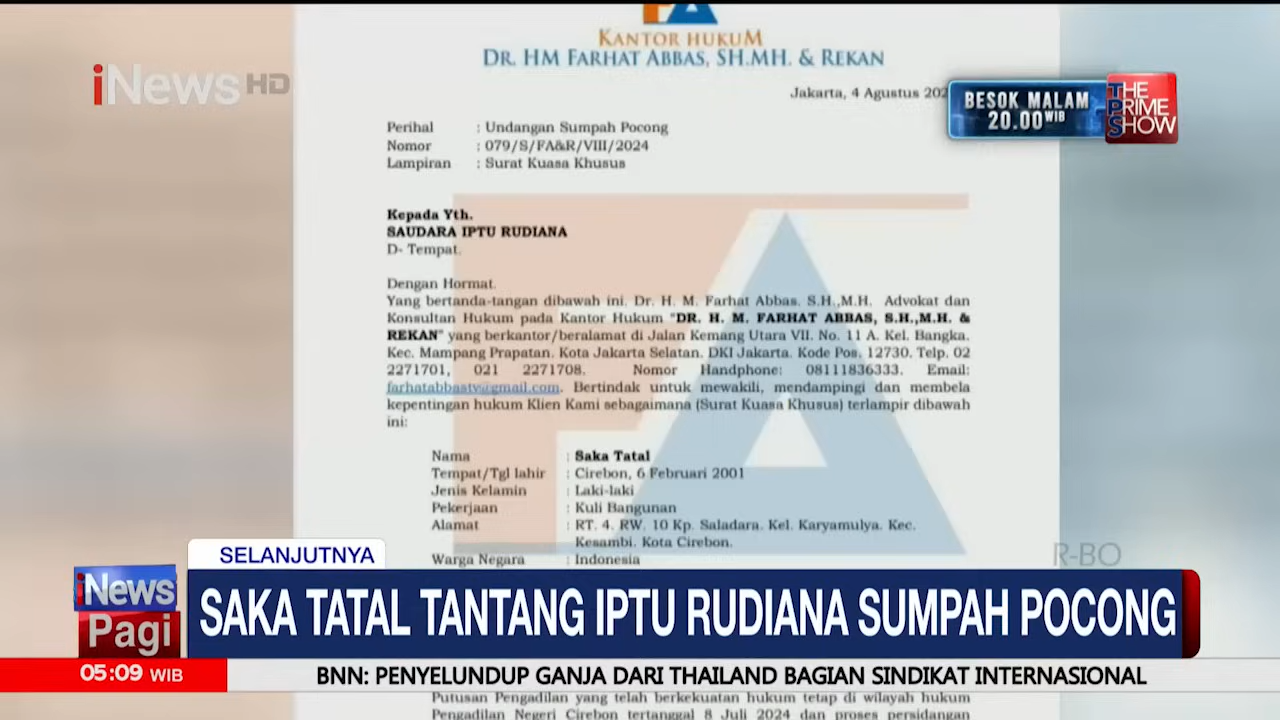 iNews HD
KANTOR HUKUM
DR. HM FARHAT ABBAS, SH.MH. & REKAN
Jakarta, 4 Agustus
BESOK MALAM
20.00 WIB
TPS
THE
PRIME
SHOW
Perihal : Undangan Sumpah Pocong
Nomor : 079/S/FA&R/VIII/2024
Lampiran : Surat Kuasa Khusus
Kepada Yth.
SAUDARA IPTU RUDIANA
D- Tempat.
Dengan Hormat.
Yang bertanda-tangan dibawah ini. Dr. H. M. Farhat Abbas. S.H.,M.H. Advokat dan
Konsultan Hukum pada Kantor Hukum "DR. H. M. FARHAT ABBAS, S.H.,M.H. &
REKAN" yang berkantor/beralamat di Jalan Kemang Utara VII. No. 11 A. Kel. Bangka.
Kec. Mampang Prapatan. Kota Jakarta Selatan. DKI Jakarta. Kode Pos. 12730. Telp. 02
2271701, 021 2271708. Nomor Handphone: 08111836333. Email:
farhatabbastv@gmail.com. Bertindak untuk mewakili, mendampingi dan membela
kepentingan hukum Klien Kami sebagaimana (Surat Kuasa Khusus) terlampir dibawah
ini:
Nama : Saka Tatal
Tempat/Tgl lahir : Cirebon, 6 Februari 2001
Jenis Kelamin : Laki-laki
Pekerjaan : Kuli Bangunan
Alamat : RT. 4. RW. 10 Kp. Saladara. Kel. Karyamulya. Kec.
Kesambi. Kota Cirebon.
Warga Negara : Indonesia
R-BO
SELANJUTNYA
iNews
Pagi
SAKA TATAL TANTANG IPTU RUDIANA SUMPAH POCONG
05:09 WIB
BNN: PENYELUNDUP GANJA DARI THAILAND BAGIAN SINDIKAT INTERNASIONAL
Putusan Pengadilan yang telah berkekuatan hukum tetap di wilayah hukum
Pengadilan Negeri Cirebon tertanggal 8 Juli 2024 dan proses persidangan